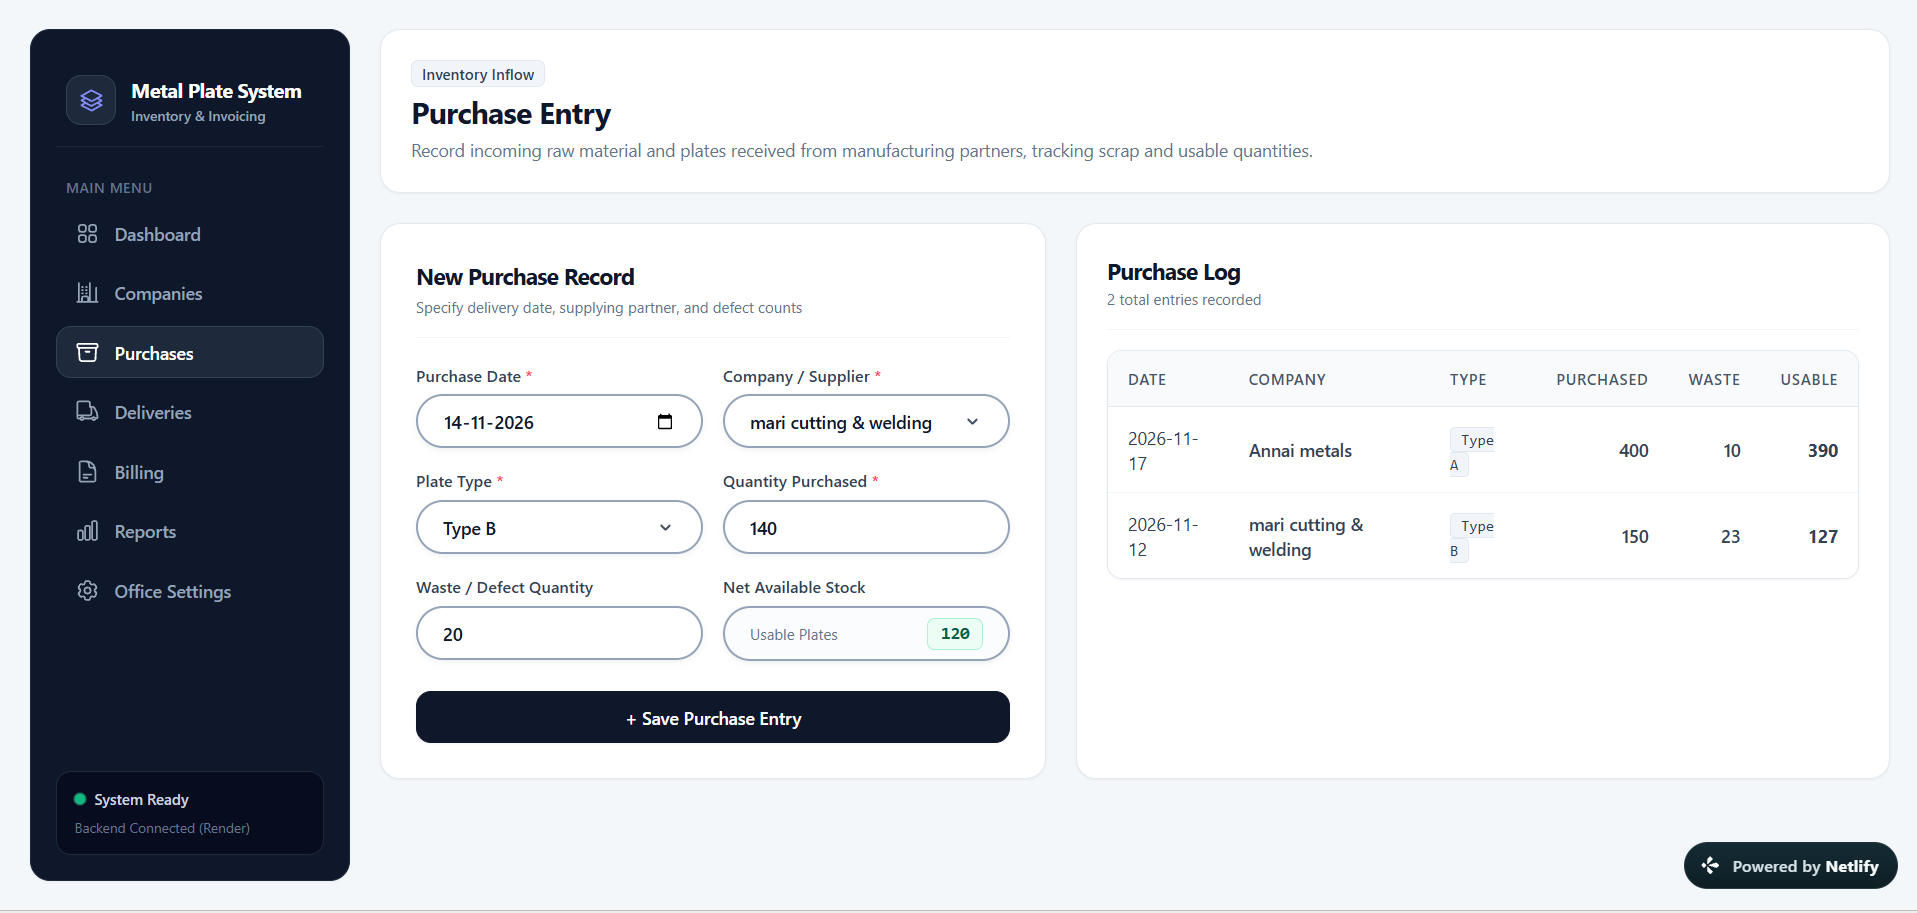 Metal Plate System
Inventory & Invoicing
MAIN MENU
Dashboard
Companies
Purchases
Deliveries
Billing
Reports
Office Settings
System Ready
Backend Connected (Render)
Inventory Inflow
Purchase Entry
Record incoming raw material and plates received from manufacturing partners, tracking scrap and usable quantities.
New Purchase Record
Specify delivery date, supplying partner, and defect counts
Purchase Date * Company / Supplier *
14-11-2026 mari cutting & welding
Plate Type * Quantity Purchased *
Type B 140
Waste / Defect Quantity Net Available Stock
20 Usable Plates 120
+ Save Purchase Entry
Purchase Log
2 total entries recorded
DATE COMPANY TYPE PURCHASED WASTE USABLE
2026-11-17 Annai metals Type A 400 10 390
2026-11-12 mari cutting & welding Type B 150 23 127
Powered by Netlify